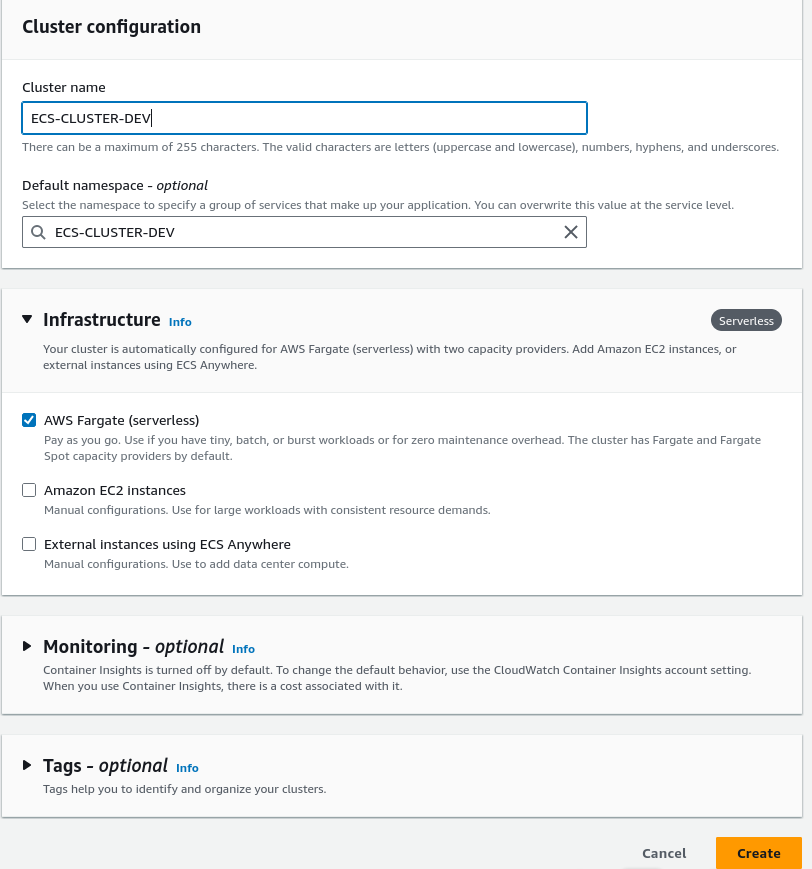 Cluster configuration
Cluster name
ECS-CLUSTER-DEV
There can be a maximum of 255 characters. The valid characters are letters (uppercase and lowercase), numbers, hyphens, and underscores.
Default namespace - optional
Select the namespace to specify a group of services that make up your application. You can overwrite this value at the service level.
ECS-CLUSTER-DEV
Infrastructure Info
Serverless
Your cluster is automatically configured for AWS Fargate (serverless) with two capacity providers. Add Amazon EC2 instances, or
external instances using ECS Anywhere.
AWS Fargate (serverless)
Pay as you go. Use if you have tiny, batch, or burst workloads or for zero maintenance overhead. The cluster has Fargate and Fargate
Spot capacity providers by default.
Amazon EC2 instances
Manual configurations. Use for large workloads with consistent resource demands.
External instances using ECS Anywhere
Manual configurations. Use to add data center compute.
Monitoring - optional Info
Container Insights is turned off by default. To change the default behavior, use the CloudWatch Container Insights account setting.
When you use Container Insights, there is a cost associated with it.
Tags - optional Info
Tags help you to identify and organize your clusters.
Cancel
Create